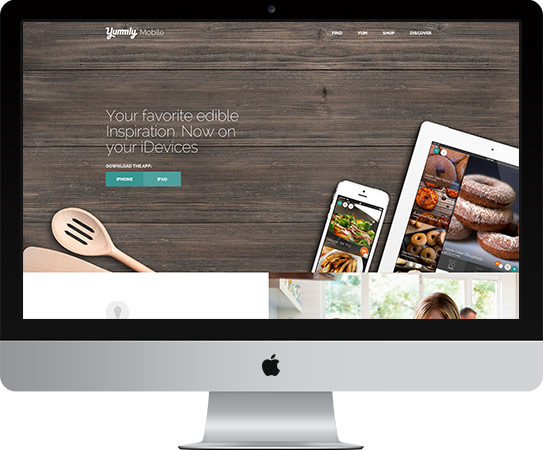 Yummly Mobile
FIND YUM SHOP DISCOVER
Your favorite edible
Inspiration. Now on
your iDevices
DOWNLOAD THE APP:
IPHONE IPAD